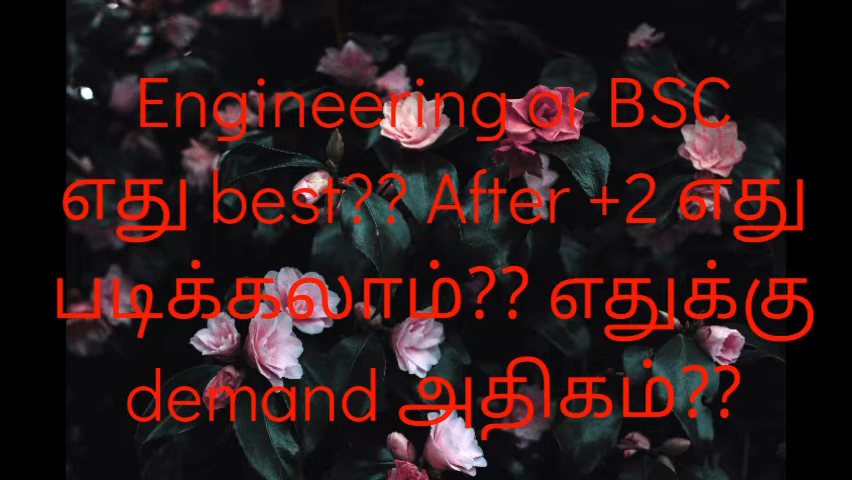 Engineering or BSC
எது best?? After +2 எது
படிக்கலாம்?? எதுக்கு
demand அதிகம்??